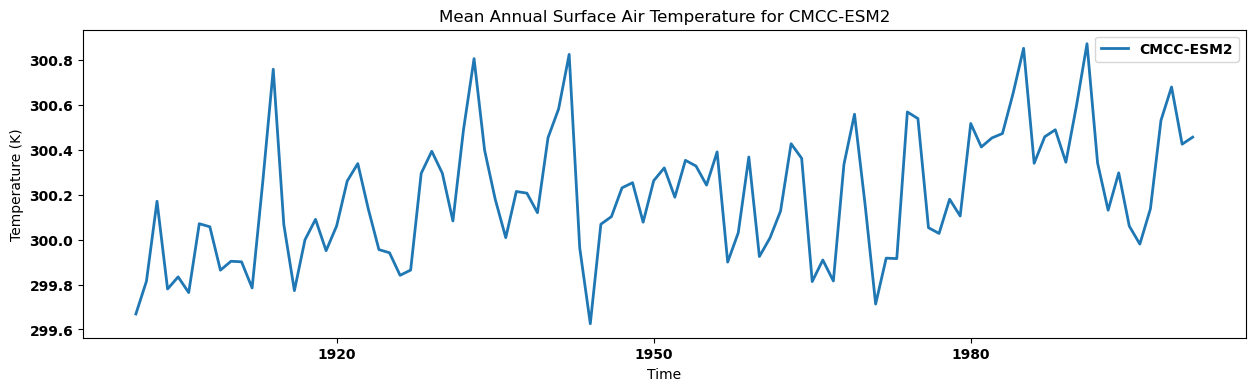 Mean Annual Surface Air Temperature for CMCC-ESM2
CMCC-ESM2
Temperature (K)
300.8
300.6
300.4
300.2
300.0
299.8
299.6
1920
1950
1980
Time